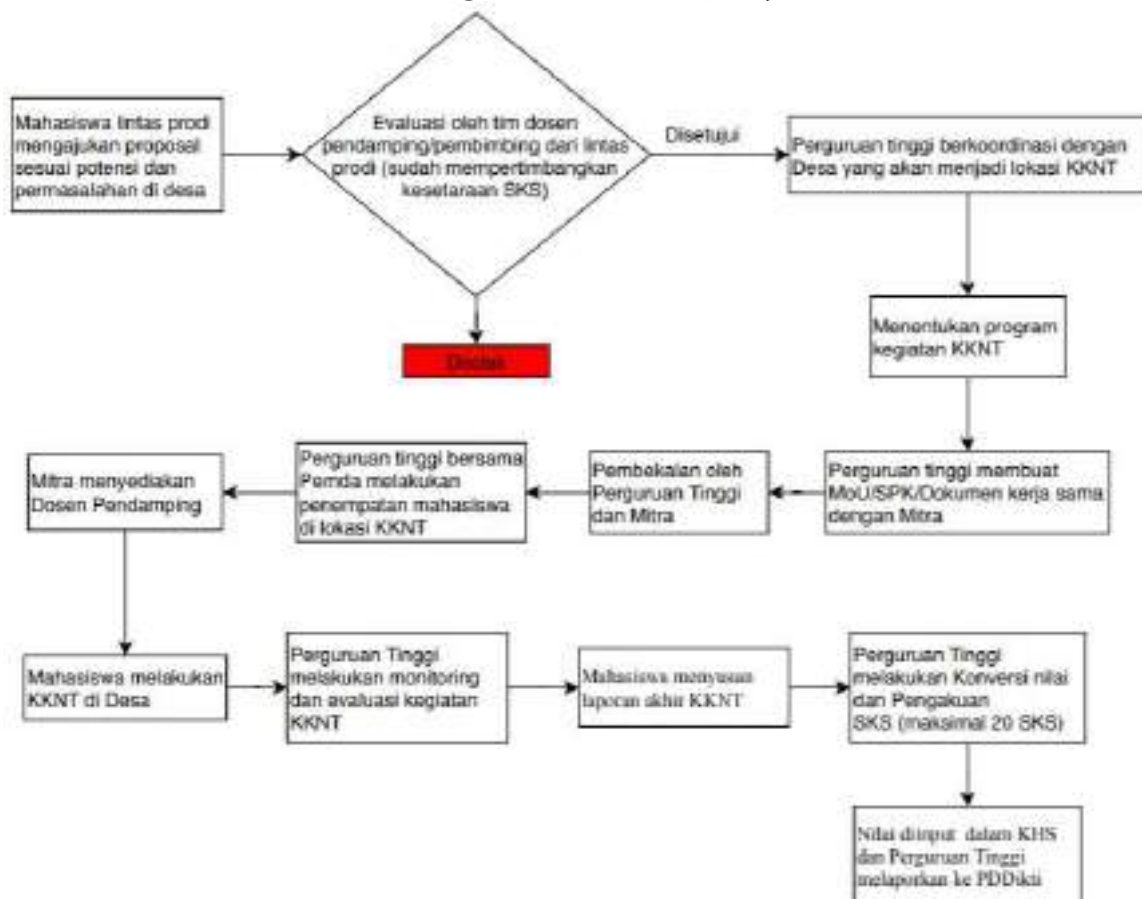 Mahasiswa lintas prodi
mengajukan proposal
sesuai potensi dan
permasalahan di desa
Evaluasi oleh tim dosen
pendamping/pembimbing dari lintas
prodi (sudah mempertimbangkan
kesetaraan SKS)
Disetujui
Perguruan tinggi berkoordinasi dengan
Desa yang akan menjadi lokasi KKNT
Menentukan program
kegiatan KKNT
Perguruan tinggi membuat
MoU/SPK/Dokumen kerja sama
dengan Mitra
Pembekalan oleh
Perguruan Tinggi
dan Mitra
Perguruan tinggi bersama
Pemda melakukan
penempatan mahasiswa
di lokasi KKNT
Mitra menyediakan
Dosen Pendamping
Mahasiswa melakukan
KKNT di Desa
Perguruan Tinggi
melakukan monitoring
dan evaluasi kegiatan
KKNT
Mahasiswa menyusun
laporan akhir KKNT
Perguruan Tinggi
melakukan Konversi nilai
dan Pengakuan
SKS (maksimal 20 SKS)
Nilai diinput dalam KHS
dan Perguruan Tinggi
melaporkan ke PDDikti